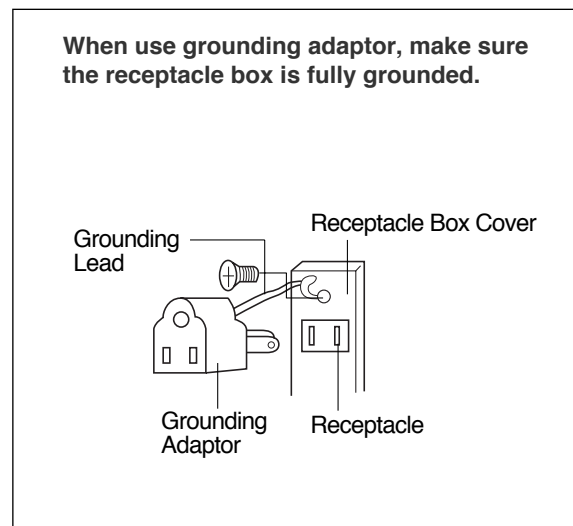 When use grounding adaptor, make sure
the receptacle box is fully grounded.
Receptacle Box Cover
Grounding
Lead
Grounding
Adaptor
Receptacle